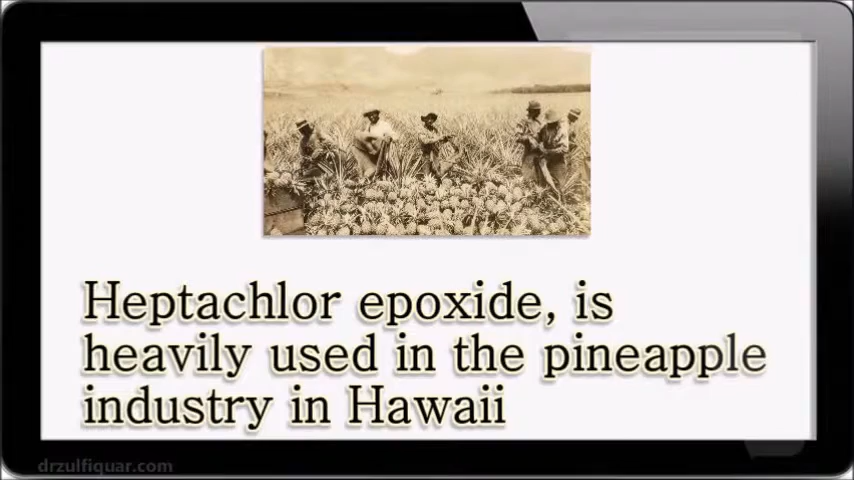 Heptachlor epoxide, is
heavily used in the pineapple
industry in Hawaii
drzulfiquar.com